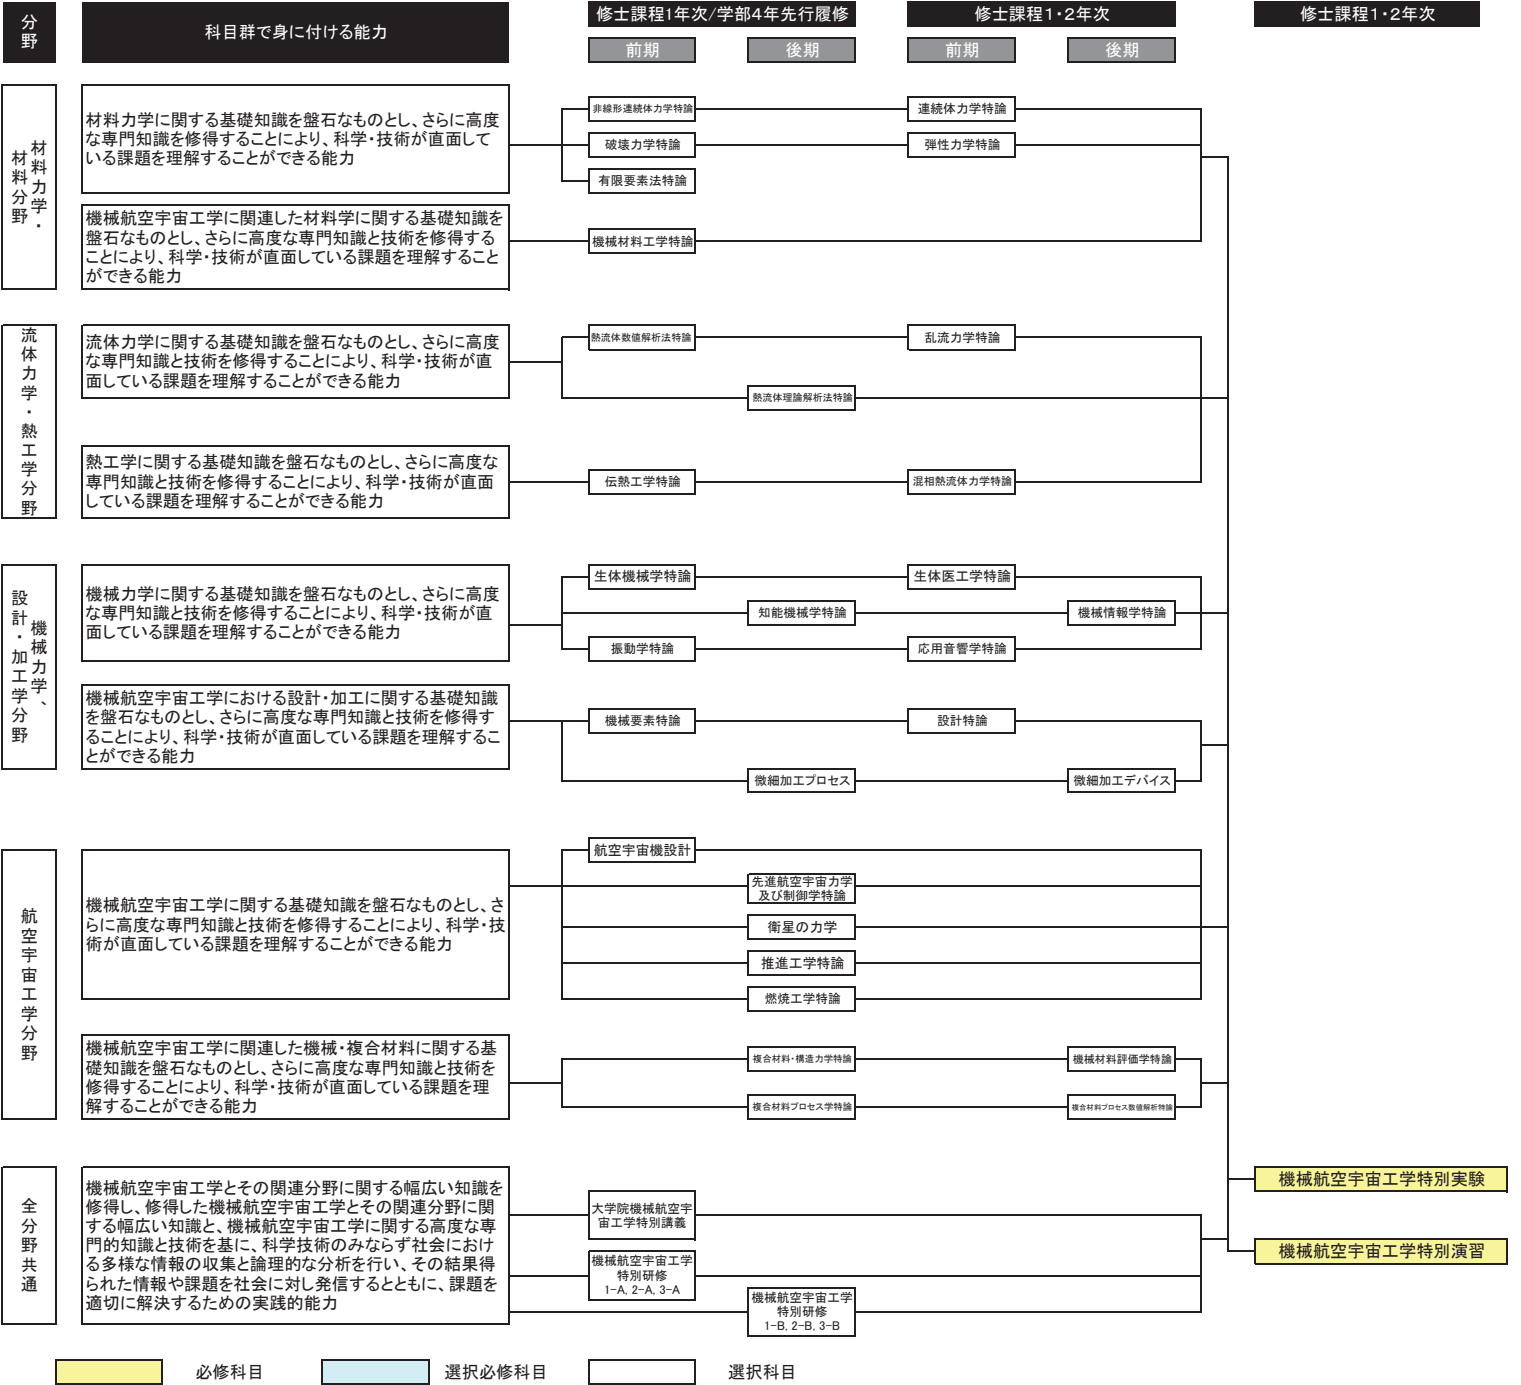 分野
科目群で身に付ける能力
修士課程1年次/学部4年先行履修
修士課程1・2年次
修士課程1・2年次
前期
後期
前期
後期
材料力学・
材料分野
材料力学に関する基礎知識を盤石なものとし、さらに高度
な専門知識を修得することにより、科学・技術が直面して
いる課題を理解することができる能力
非線形連続体力学特論
連続体力学特論
破壊力学特論
弾性力学特論
有限要素法特論
機械航空宇宙工学に関連した材料学に関する基礎知識を
盤石なものとし、さらに高度な専門知識と技術を修得する
ことにより、科学・技術が直面している課題を理解すること
ができる能力
機械材料工学特論
流体力学・熱工学分野
流体力学に関する基礎知識を盤石なものとし、さらに高度
な専門知識と技術を修得することにより、科学・技術が直
面している課題を理解することができる能力
熱流体数値解析法特論
乱流力学特論
熱流体理論解析法特論
熱工学に関する基礎知識を盤石なものとし、さらに高度な
専門知識と技術を修得することにより、科学・技術が直面
している課題を理解することができる能力
伝熱工学特論
混相熱流体力学特論
機械力学、
設計・加工学分野
機械力学に関する基礎知識を盤石なものとし、さらに高度
な専門知識と技術を修得することにより、科学・技術が直
面している課題を理解することができる能力
生体機械学特論
生体医工学特論
知能機械学特論
機械情報学特論
振動学特論
応用音響学特論
機械航空宇宙工学における設計・加工に関する基礎知識
を盤石なものとし、さらに高度な専門知識と技術を修得す
ることにより、科学・技術が直面している課題を理解するこ
とができる能力
機械要素特論
設計特論
微細加工プロセス
微細加工デバイス
航空宇宙工学分野
機械航空宇宙工学に関する基礎知識を盤石なものとし、さ
らに高度な専門知識と技術を修得することにより、科学・技
術が直面している課題を理解することができる能力
航空宇宙機設計
先進航空宇宙力学
及び制御学特論
衛星の力学
推進工学特論
燃焼工学特論
機械航空宇宙工学に関連した機械・複合材料に関する基
礎知識を盤石なものとし、さらに高度な専門知識と技術を
修得することにより、科学・技術が直面している課題を理
解することができる能力
複合材料・構造力学特論
機械材料評価学特論
複合材料プロセス学特論
複合材料プロセス数値解析特論
全分野共通
機械航空宇宙工学とその関連分野に関する幅広い知識を
修得し、修得した機械航空宇宙工学とその関連分野に関
する幅広い知識と、機械航空宇宙工学に関する高度な専
門的知識と技術を基に、科学技術のみならず社会におけ
る多様な情報の収集と論理的な分析を行い、その結果得
られた情報や課題を社会に対し発信するとともに、課題を
適切に解決するための実践的能力
大学院機械航空宇
宙工学特別講義
機械航空宇宙工学
特別研修
1-A, 2-A, 3-A
機械航空宇宙工学
特別研修
1-B, 2-B, 3-B
機械航空宇宙工学特別実験
機械航空宇宙工学特別演習
必修科目
選択必修科目
選択科目